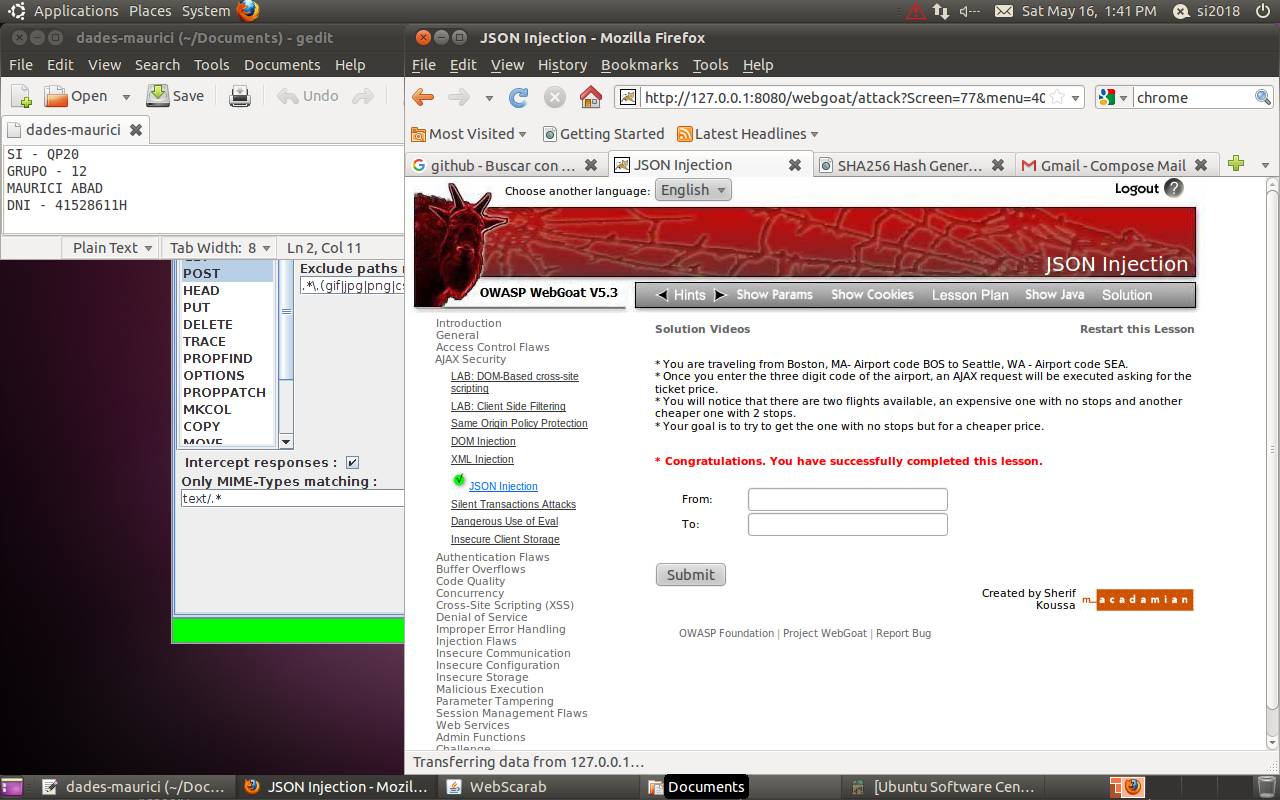 Applications Places System
Sat May 16, 1:41 PM si2018
dades-maurici (~/Documents) - gedit
File Edit View Search Tools Documents Help
Open Save Undo
dades-maurici
SI - QP20
GRUPO - 12
MAURICI ABAD
DNI - 41528611H
Plain Text Tab Width: 8 Ln 2, Col 11
POST
HEAD
PUT
DELETE
TRACE
PROPFIND
OPTIONS
PROPPATCH
MKCOL
COPY
MOVE
Exclude paths
.*\.(gif|jpg|png|cs
Intercept responses :
Only MIME-Types matching :
text/.*
JSON Injection - Mozilla Firefox
File Edit View History Bookmarks Tools Help
http://127.0.0.1:8080/webgoat/attack?Screen=77&menu=40
chrome
Most Visited Getting Started Latest Headlines
github - Buscar con ... JSON Injection SHA256 Hash Gener... Gmail - Compose Mail
Choose another language: English
Logout ?
JSON Injection
OWASP WebGoat V5.3
Hints Show Params Show Cookies Lesson Plan Show Java Solution
Introduction
General
Access Control Flaws
AJAX Security
LAB: DOM-Based cross-site
scripting
LAB: Client Side Filtering
Same Origin Policy Protection
DOM Injection
XML Injection
JSON Injection
Silent Transactions Attacks
Dangerous Use of Eval
Insecure Client Storage
Authentication Flaws
Buffer Overflows
Code Quality
Concurrency
Cross-Site Scripting (XSS)
Denial of Service
Improper Error Handling
Injection Flaws
Insecure Communication
Insecure Configuration
Insecure Storage
Malicious Execution
Parameter Tampering
Session Management Flaws
Web Services
Admin Functions
Challenge
Solution Videos
Restart this Lesson
* You are traveling from Boston, MA- Airport code BOS to Seattle, WA - Airport code SEA.
* Once you enter the three digit code of the airport, an AJAX request will be executed asking for the
ticket price.
* You will notice that there are two flights available, an expensive one with no stops and another
cheaper one with 2 stops.
* Your goal is to try to get the one with no stops but for a cheaper price.
* Congratulations. You have successfully completed this lesson.
From:
To:
Submit
Created by Sherif
Koussa
macadamian
OWASP Foundation | Project WebGoat | Report Bug
Transferring data from 127.0.0.1...
dades-maurici (~/Doc... JSON Injection - Mozil... WebScarab Documents [Ubuntu Software Cen...